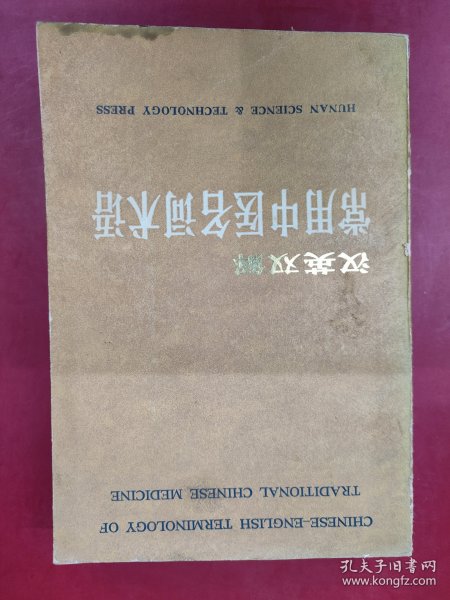 CHINESE-ENGLISH TERMINOLOGY OF
TRADITIONAL CHINESE MEDICINE
汉英双解
常用中医名词术语
HUNAN SCIENCE & TECHNOLOGY PRESS
孔夫子旧书网
www.kongfz.com